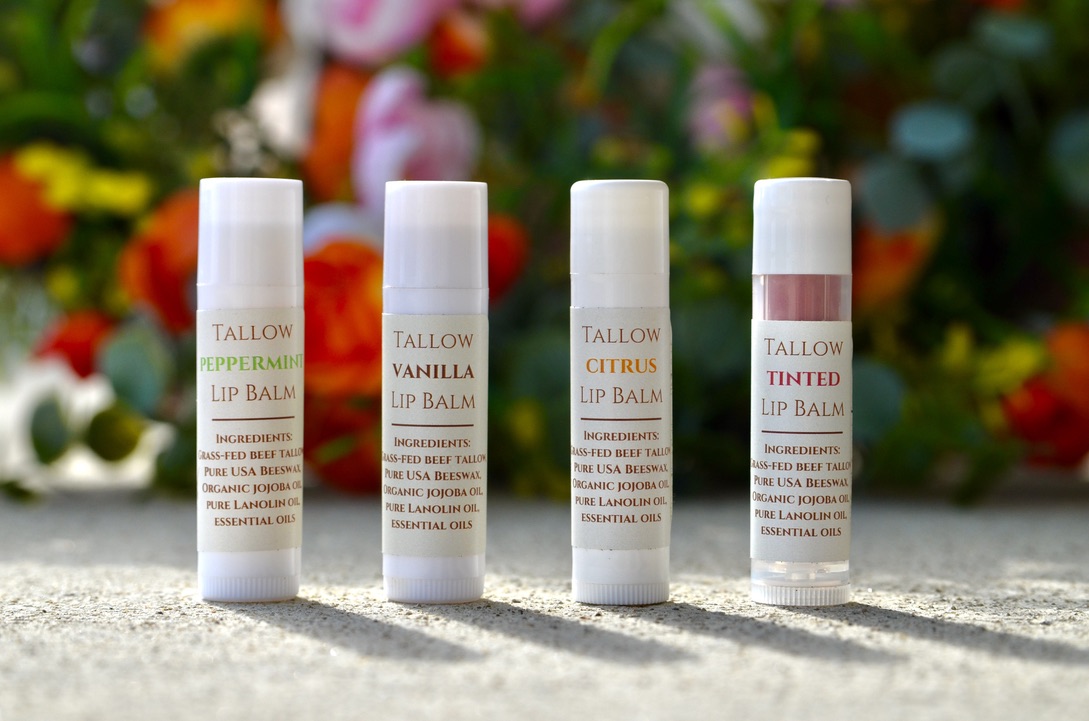 TALLOW
PEPPERMINT
LIP BALM
INGREDIENTS:
GRASS-FED BEEF TALLOW,
PURE USA BEESWAX,
ORGANIC JOJOBA OIL,
PURE LANOLIN OIL,
ESSENTIAL OILS
TALLOW
VANILLA
LIP BALM
INGREDIENTS:
GRASS-FED BEEF TALLOW,
PURE USA BEESWAX,
ORGANIC JOJOBA OIL,
PURE LANOLIN OIL,
ESSENTIAL OILS
TALLOW
CITRUS
LIP BALM
INGREDIENTS:
GRASS-FED BEEF TALLOW,
PURE USA BEESWAX,
ORGANIC JOJOBA OIL,
PURE LANOLIN OIL,
ESSENTIAL OILS
TALLOW
TINTED
LIP BALM
INGREDIENTS:
GRASS-FED BEEF TALLOW,
PURE USA BEESWAX,
ORGANIC JOJOBA OIL,
PURE LANOLIN OIL,
ESSENTIAL OILS